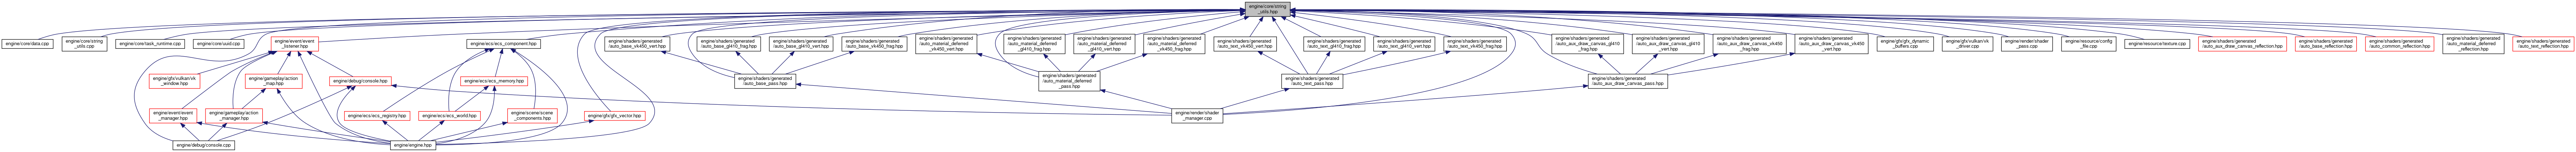 engine/core/string
_utils.hpp
engine/core/data.cpp
engine/core/string
_utils.cpp
engine/core/task_runtime.cpp
engine/core/uuid.cpp
engine/event/event
_listener.hpp
engine/ecs/ecs_component.hpp
engine/shaders/generated
/auto_base_vk450_vert.hpp
engine/shaders/generated
/auto_base_gl410_frag.hpp
engine/shaders/generated
/auto_base_gl410_vert.hpp
engine/shaders/generated
/auto_base_vk450_frag.hpp
engine/shaders/generated
/auto_material_deferred
_vk450_vert.hpp
engine/shaders/generated
/auto_material_deferred
_gl410_frag.hpp
engine/shaders/generated
/auto_material_deferred
_gl410_vert.hpp
engine/shaders/generated
/auto_material_deferred
_vk450_frag.hpp
engine/shaders/generated
/auto_text_vk450_vert.hpp
engine/shaders/generated
/auto_text_gl410_frag.hpp
engine/shaders/generated
/auto_text_gl410_vert.hpp
engine/shaders/generated
/auto_text_vk450_frag.hpp
engine/shaders/generated
/auto_aux_draw_canvas_gl410
_frag.hpp
engine/shaders/generated
/auto_aux_draw_canvas_gl410
_vert.hpp
engine/shaders/generated
/auto_aux_draw_canvas_vk450
_frag.hpp
engine/shaders/generated
/auto_aux_draw_canvas_vk450
_vert.hpp
engine/gfx/gfx_dynamic
_buffers.cpp
engine/gfx/vulkan/vk
_driver.cpp
engine/render/shader
_pass.cpp
engine/resource/config
_file.cpp
engine/resource/texture.cpp
engine/shaders/generated
/auto_aux_draw_canvas_reflection.hpp
engine/shaders/generated
/auto_base_reflection.hpp
engine/shaders/generated
/auto_common_reflection.hpp
engine/shaders/generated
/auto_material_deferred
_reflection.hpp
engine/shaders/generated
/auto_text_reflection.hpp
engine/gfx/vulkan/vk
_window.hpp
engine/gameplay/action
_map.hpp
engine/debug/console.hpp
engine/ecs/ecs_memory.hpp
engine/shaders/generated
/auto_base_pass.hpp
engine/shaders/generated
/auto_material_deferred
_pass.hpp
engine/shaders/generated
/auto_text_pass.hpp
engine/shaders/generated
/auto_aux_draw_canvas_pass.hpp
engine/event/event
_manager.hpp
engine/gameplay/action
_manager.hpp
engine/ecs/ecs_registry.hpp
engine/ecs/ecs_world.hpp
engine/scene/scene
_components.hpp
engine/gfx/gfx_vector.hpp
engine/render/shader
_manager.cpp
engine/debug/console.cpp
engine/engine.hpp